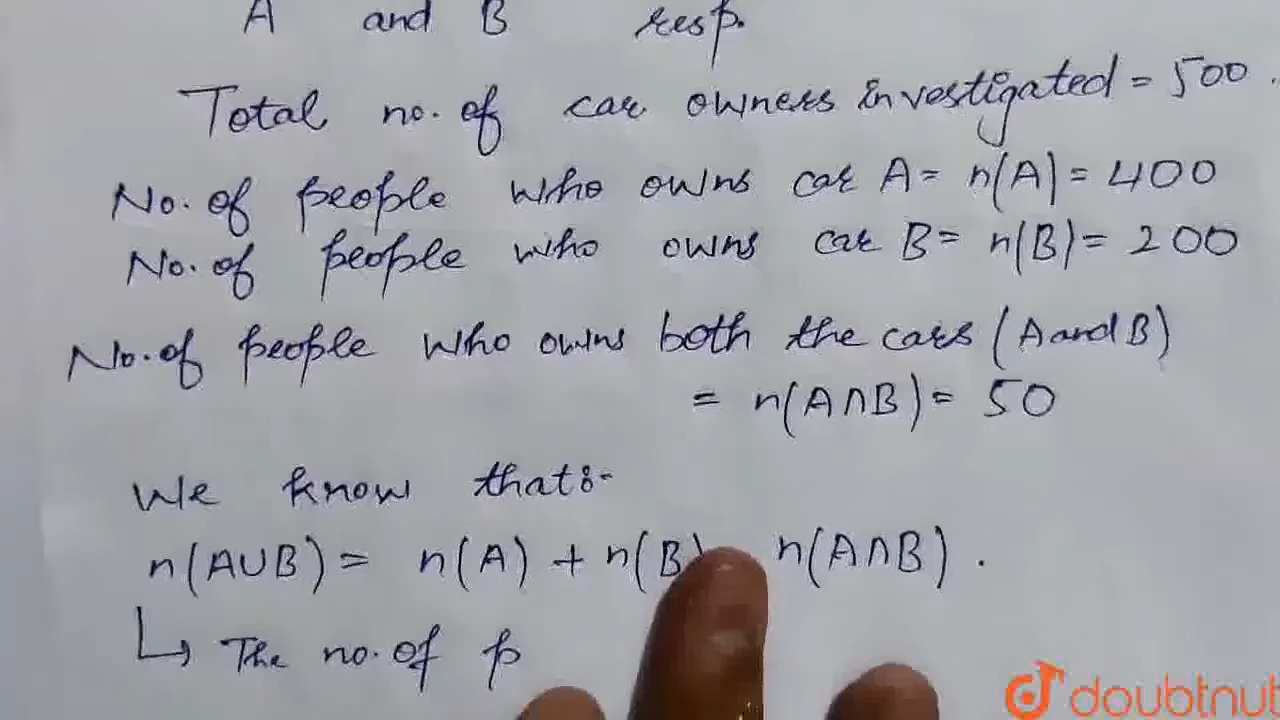 A and B resp.
Total no. of car owners investigated = 500.
No. of people who owns car A = n(A) = 400
No. of people who owns car B = n(B) = 200
No. of people who owns both the cars (A and B)
= n(A∩B) = 50
We know that:-
n(A∪B) = n(A) + n(B) n(A∩B).
↳ The no. of p
doubtnut